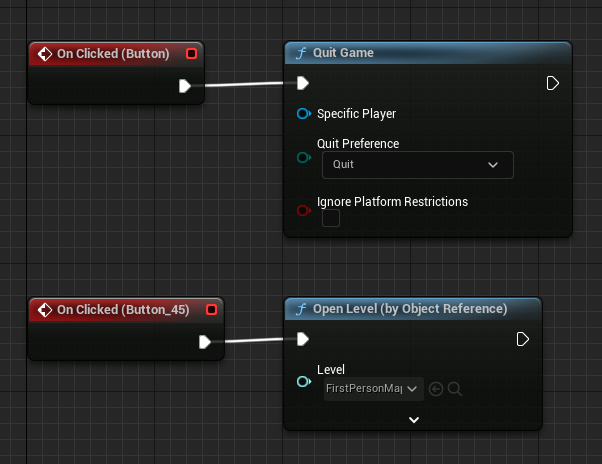 On Clicked (Button)
Quit Game
Specific Player
Quit Preference
Quit
Ignore Platform Restrictions
On Clicked (Button_45)
Open Level (by Object Reference)
Level
FirstPersonMap